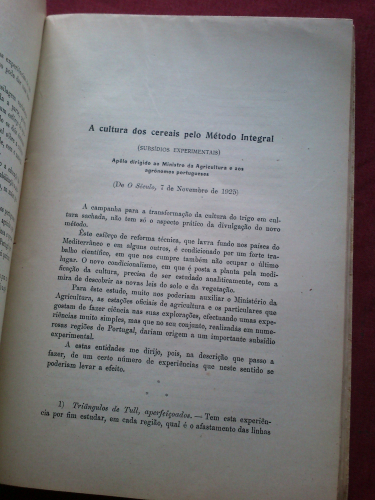 A cultura dos cereais pelo Método Integral
(SUBSÍDIOS EXPERIMENTAIS)
Apêlo dirigido ao Ministro da Agricultura e aos
agrónomos portugueses
(De O Século, 7 de Novembro de 1929)
A campanha para a transformação da cultura do trigo em cul-
tura sachada, não tem só o aspecto prático da divulgação do novo
método.
Êste esfôrço de reforma técnica, que lavra fundo nos países do
Mediterrâneo e em alguns outros, é condicionado por um forte tra-
balho científico, em que nos cumpre também não ocupar o último
lugar. O novo condicionalismo, em que é posta a planta pela modi-
ficação da cultura, precisa de ser estudado analiticamente, com a
mira de descobrir as novas leis do solo e da vegetação.
Para êste estudo, muito nos poderiam auxiliar o Ministério da
Agricultura, as estações oficiais de agricultura e os particulares que
gostam de fazer ciência nas suas explorações, efectuando umas expe-
riências muito simples, mas que no seu conjunto, realizadas em nume-
rosas regiões de Portugal, dariam origem a um importante subsídio
experimental.
A estas entidades me dirijo, pois, na descrição que passo a
fazer, de um certo número de experiências que neste sentido se
poderiam levar a efeito.
* *
*
1) Triângulos de Tull, aperfeiçoados. — Tem esta experiên-
cia por fim estudar, em cada região, qual é o afastamento das linhas